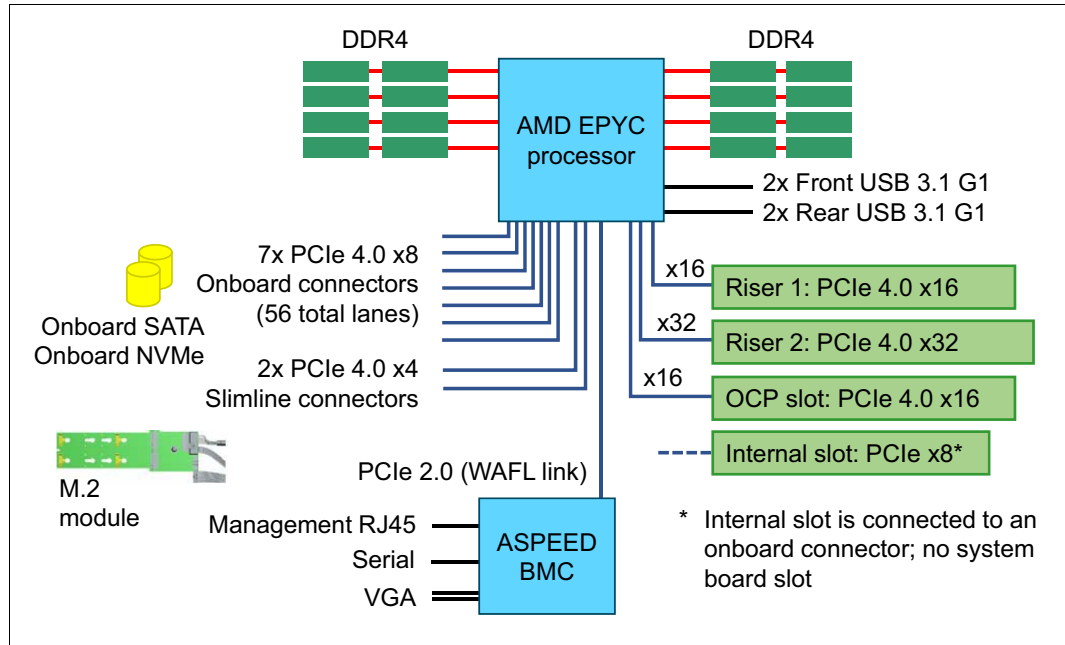 DDR4
DDR4
AMD EPYC
processor
2x Front USB 3.1 G1
2x Rear USB 3.1 G1
7x PCIe 4.0 x8
Onboard connectors
(56 total lanes)
Onboard SATA
Onboard NVMe
2x PCIe 4.0 x4
Slimline connectors
x16
Riser 1: PCIe 4.0 x16
x32
Riser 2: PCIe 4.0 x32
x16
OCP slot: PCIe 4.0 x16
Internal slot: PCIe x8*
M.2
module
PCIe 2.0 (WAFL link)
Management RJ45
Serial
VGA
ASPEED
BMC
* Internal slot is connected to an
onboard connector; no system
board slot